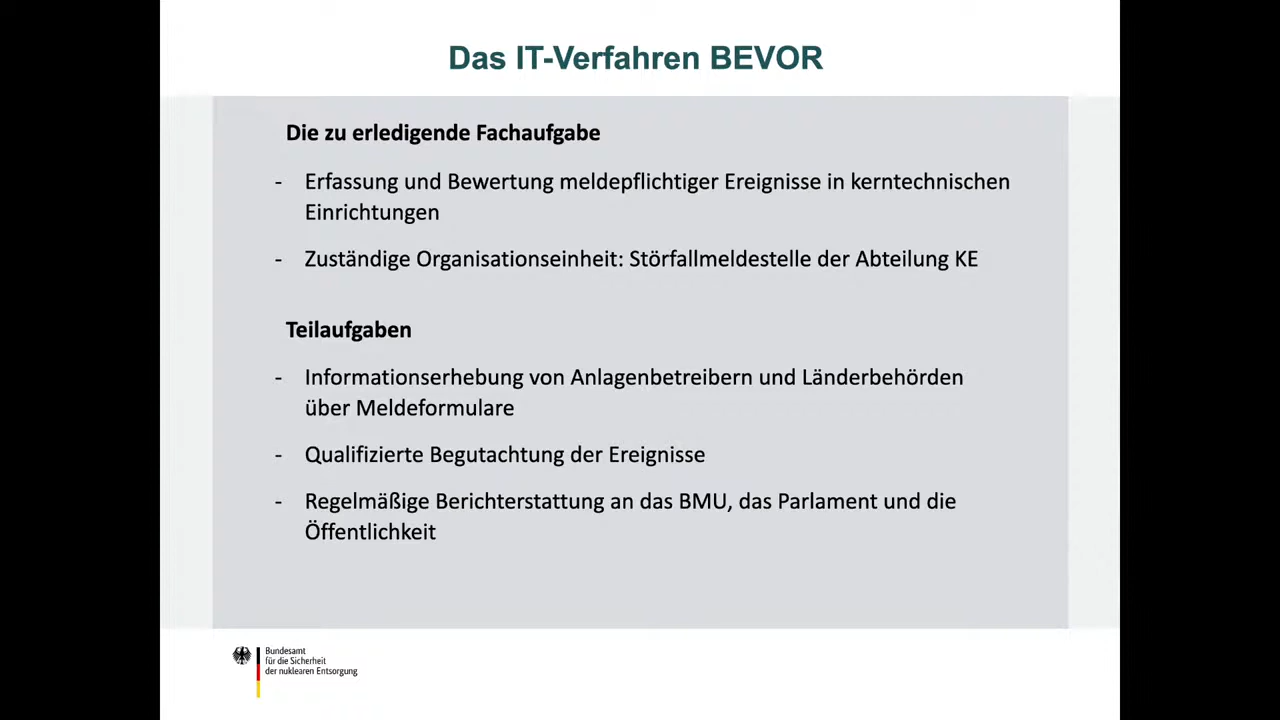 Das IT-Verfahren BEVOR
Die zu erledigende Fachaufgabe
- Erfassung und Bewertung meldepflichtiger Ereignisse in kerntechnischen
Einrichtungen
- Zuständige Organisationseinheit: Störfallmeldestelle der Abteilung KE
Teilaufgaben
- Informationserhebung von Anlagenbetreibern und Länderbehörden
über Meldeformulare
- Qualifizierte Begutachtung der Ereignisse
- Regelmäßige Berichterstattung an das BMU, das Parlament und die
Öffentlichkeit
Bundesamt
für die Sicherheit
der nuklearen Entsorgung